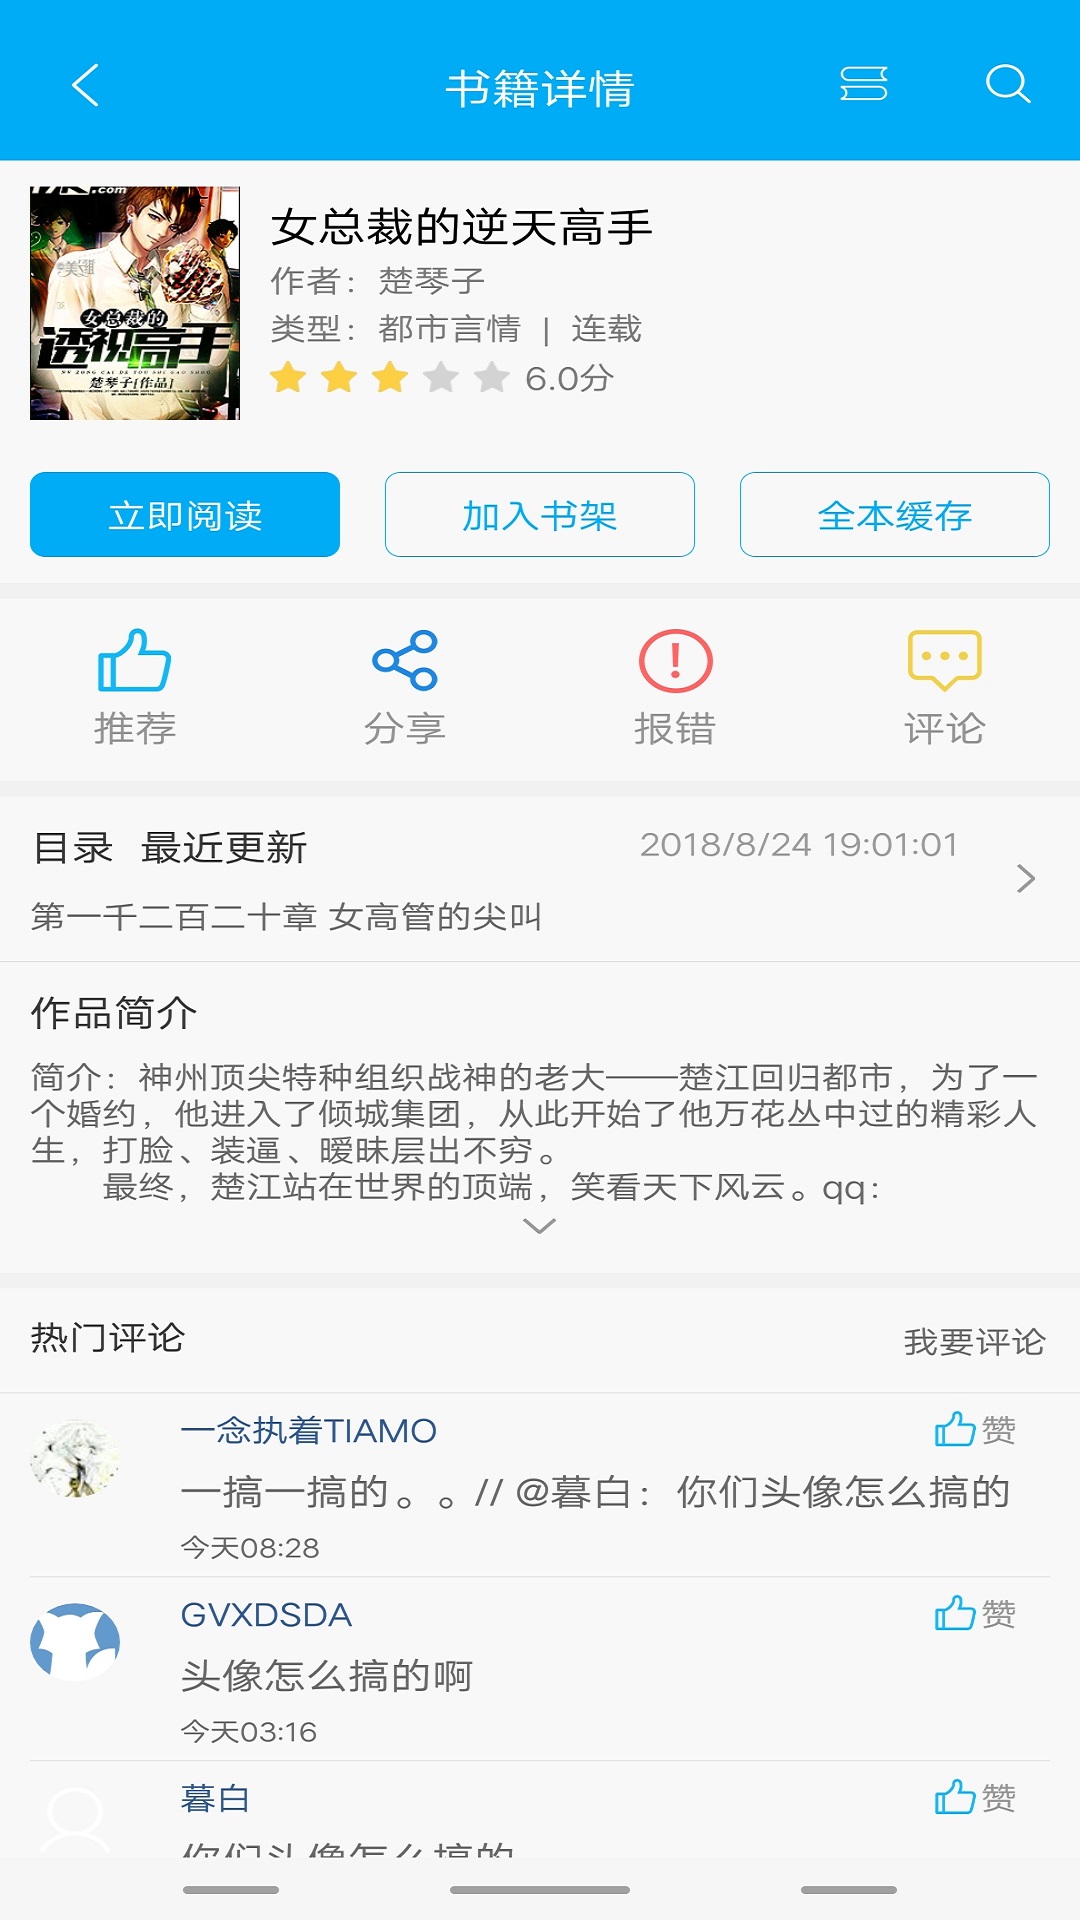 书籍详情
.com
女总裁的
透视高手
楚琴子[作品]
女总裁的逆天高手
作者：楚琴子
类型：都市言情 | 连载
6.0分
立即阅读
加入书架
全本缓存
推荐
分享
报错
评论
目录 最近更新
2018/8/24 19:01:01
第一千二百二十章 女高管的尖叫
作品简介
简介：神州顶尖特种组织战神的老大——楚江回归都市，为了一
个婚约，他进入了倾城集团，从此开始了他万花丛中过的精彩人
生，打脸、装逼、暧昧层出不穷。
最终，楚江站在世界的顶端，笑看天下风云。qq：
热门评论
我要评论
一念执着TIAMO
赞
一搞一搞的。。// @暮白：你们头像怎么搞的
今天08:28
GVXDSDA
赞
头像怎么搞的啊
今天03:16
暮白
赞
你们头像怎么搞的